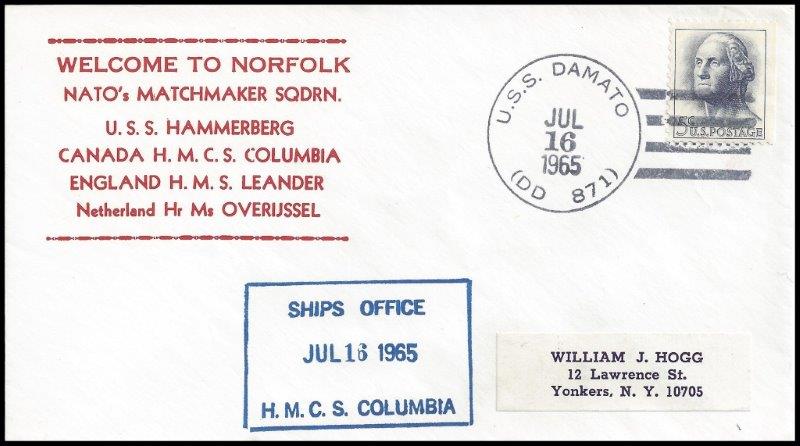 WELCOME TO NORFOLK
NATO's MATCHMAKER SQDRN.
U. S. S. HAMMERBERG
CANADA H. M. C. S. COLUMBIA
ENGLAND H. M. S. LEANDER
Netherland Hr Ms OVERIJSSEL
U.S.S. DAMATO
JUL
16
1965
(DD 871)
5c U.S. POSTAGE
SHIPS OFFICE
JUL 16 1965
H. M. C. S. COLUMBIA
WILLIAM J. HOGG
12 Lawrence St.
Yonkers, N. Y. 10705